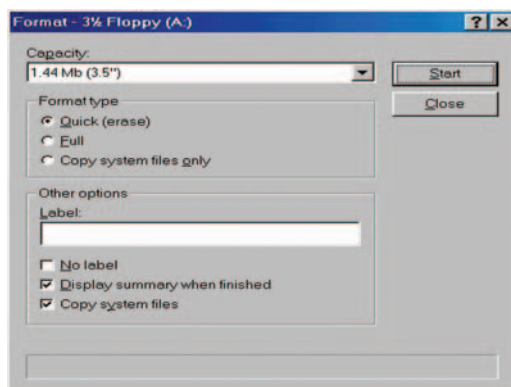 Format - 3½ Floppy (A:)
Capacity:
1.44 Mb (3.5")
Start
Close
Format type
Quick (erase)
Full
Copy system files only
Other options
Label:
No label
Display summary when finished
Copy system files